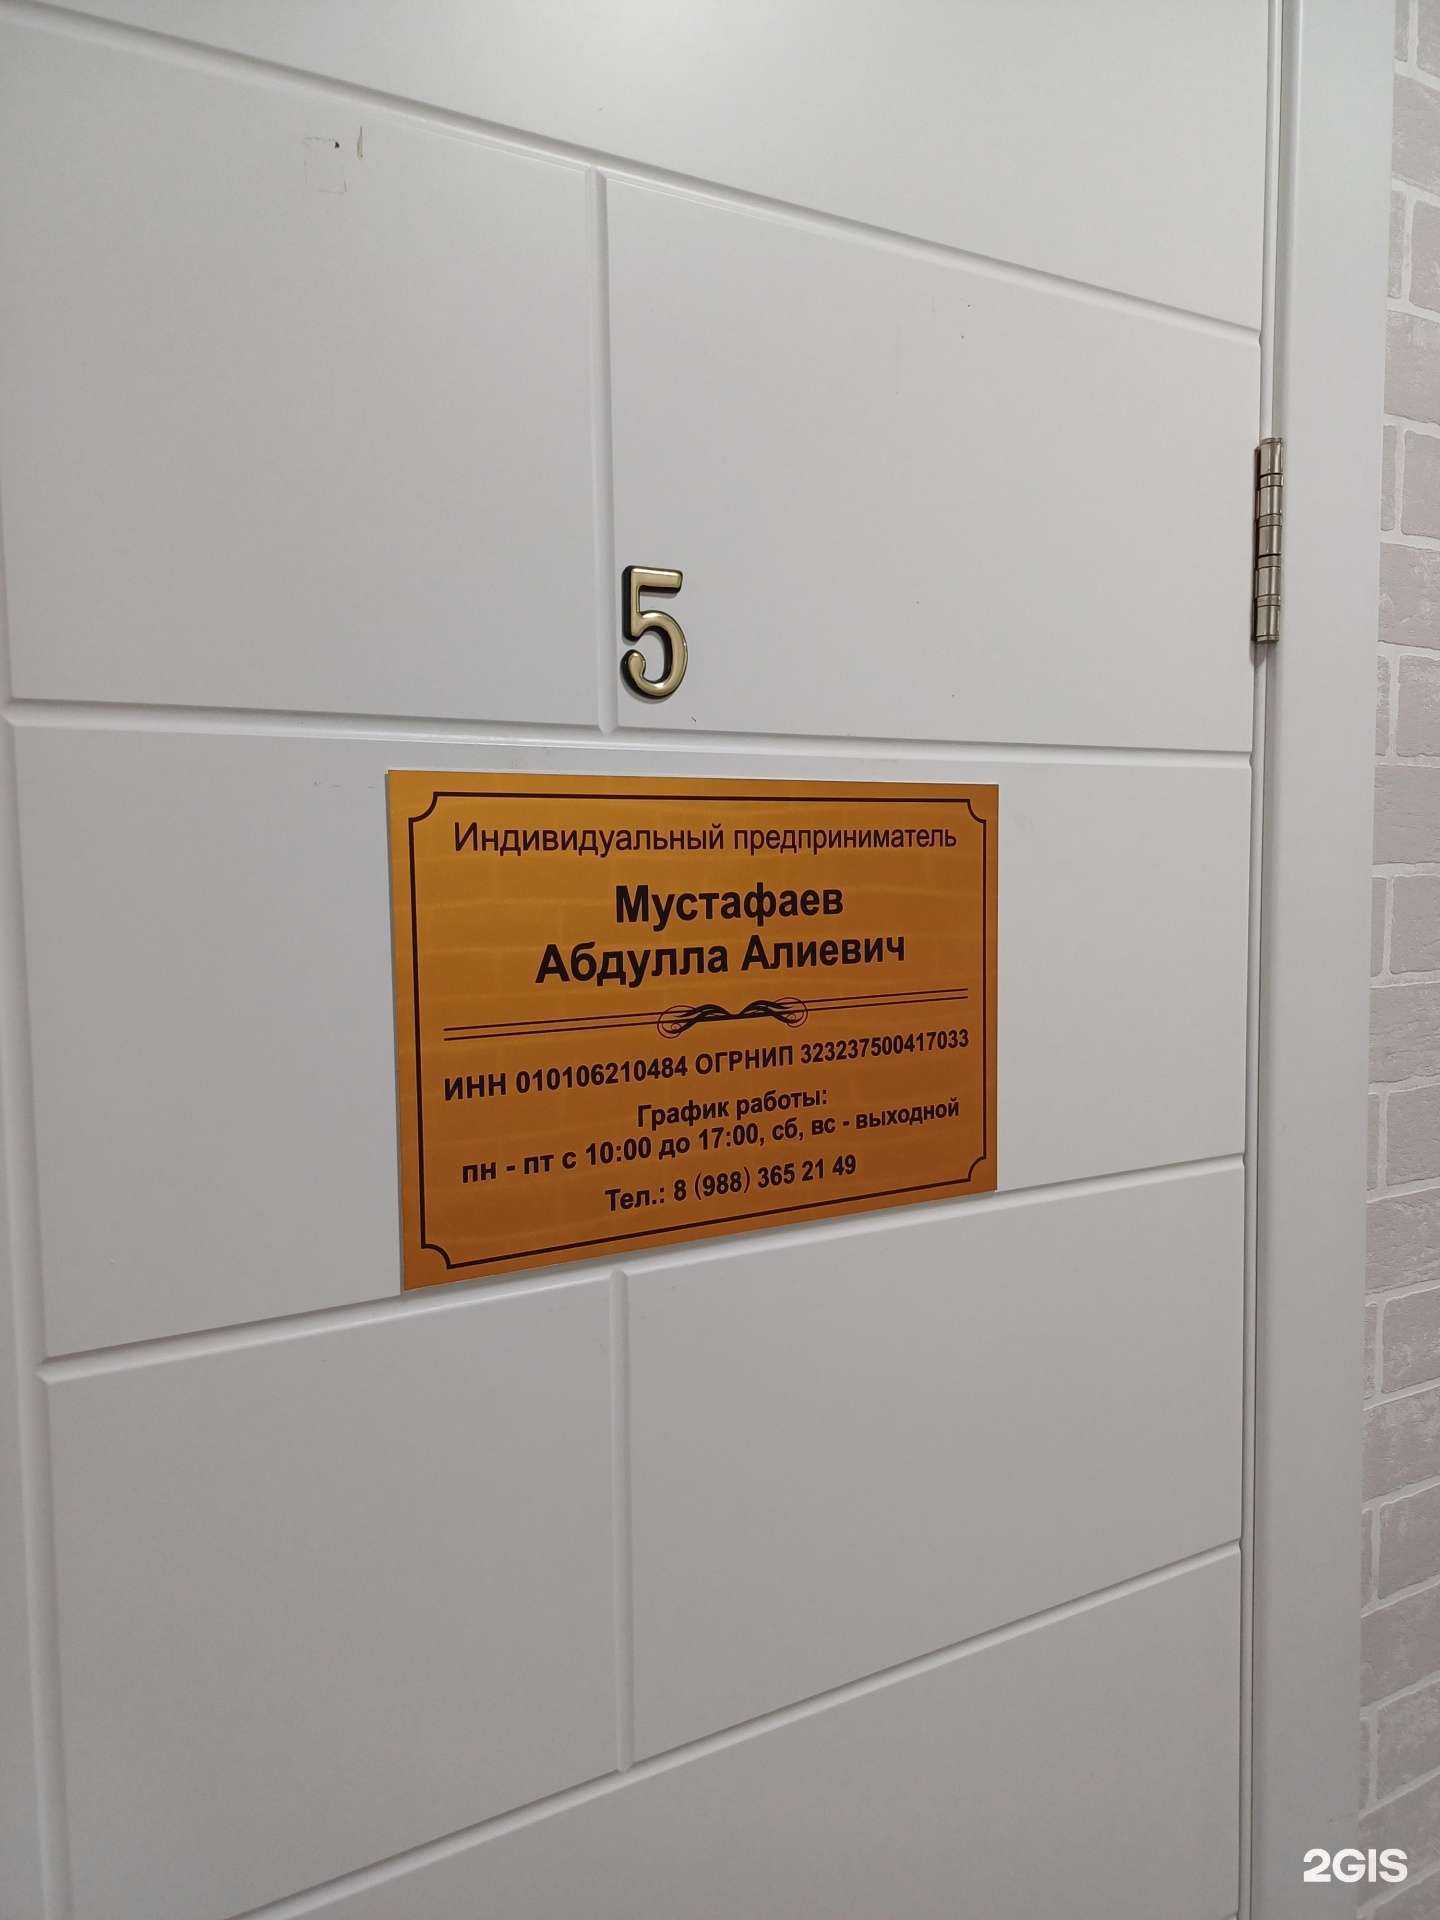 5
Индивидуальный предприниматель
Мустафаев
Абдулла Алиевич
ИНН 010106210484 ОГРНИП 323237500417033
График работы:
пн - пт с 10:00 до 17:00, сб, вс - выходной
Тел.: 8 (988) 365 21 49
2GIS